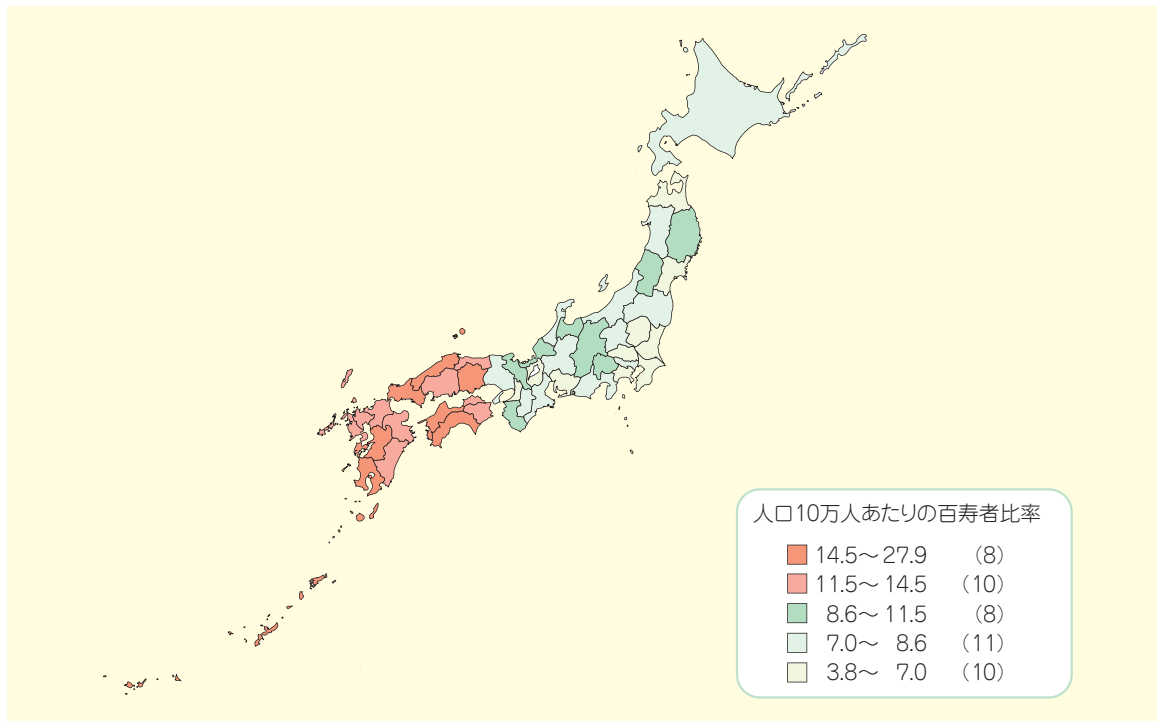 人口10万人あたりの百寿者比率
14.5～27.9 （8）
11.5～14.5 （10）
8.6～11.5 （8）
7.0～ 8.6 （11）
3.8～ 7.0 （10）